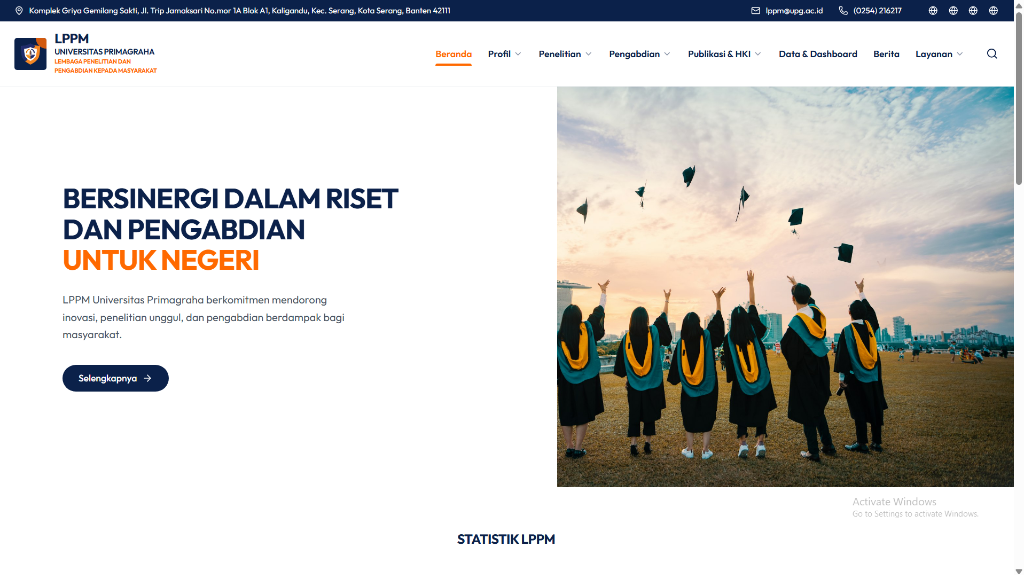 Komplek Griya Gemilang Sakti, Jl. Trip Jamaksari No.mor 1A Blok A1, Kaligandu, Kec. Serang, Kota Serang, Banten 42111
lppm@upg.ac.id
(0254) 216217
LPPM
UNIVERSITAS PRIMAGRAHA
LEMBAGA PENELITIAN DAN
PENGABDIAN KEPADA MASYARAKAT
Beranda Profil Penelitian Pengabdian Publikasi & HKI Data & Dashboard Berita Layanan
BERSINERGI DALAM RISET
DAN PENGABDIAN
UNTUK NEGERI
LPPM Universitas Primagraha berkomitmen mendorong
inovasi, penelitian unggul, dan pengabdian berdampak bagi
masyarakat.
Selengkapnya
Activate Windows
Go to Settings to activate Windows.
STATISTIK LPPM